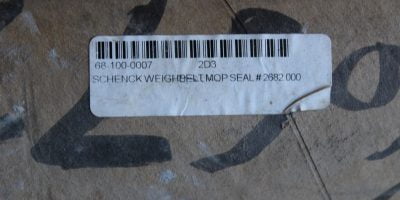 68-100-0007 2D3
SCHENCK WEIGHBELT MOP SEAL # 2682 000